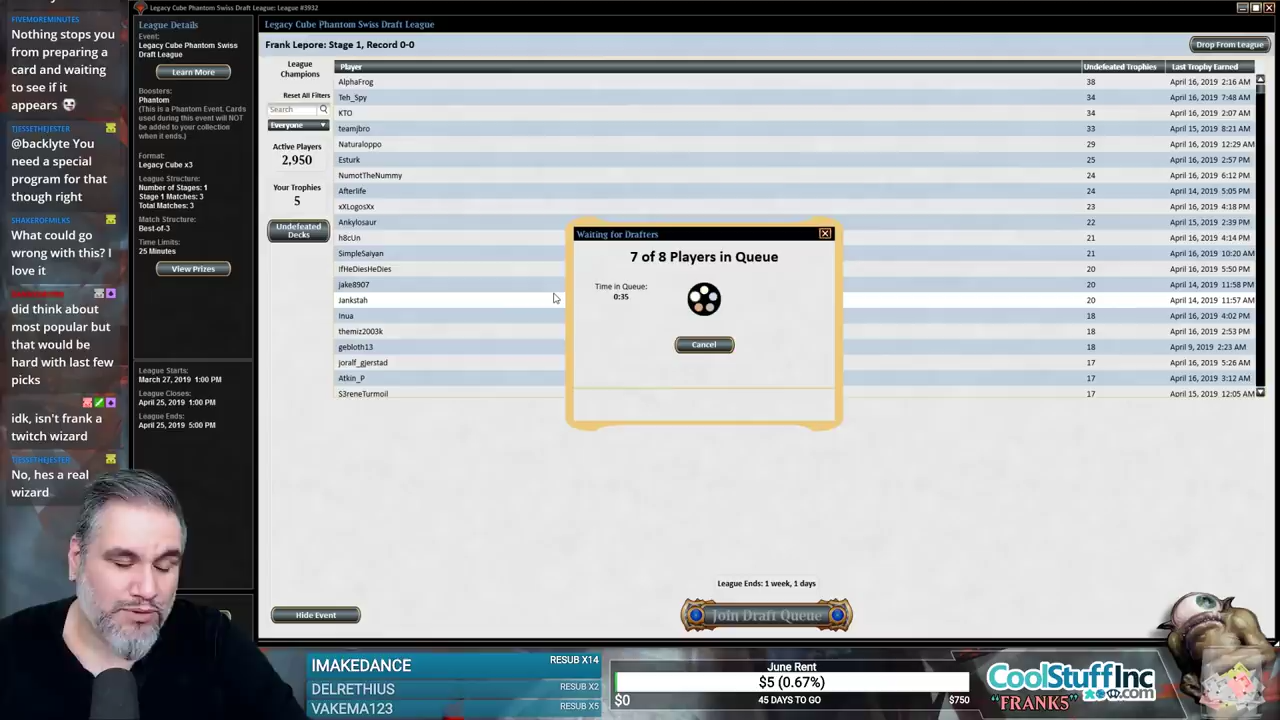 FIVEMOREMINUTES
Nothing stops you
from preparing a
card and waiting
to see if it
appears
TJESSETHEJESTER
@backlyte You
need a special
program for that
though right
SHAKEROFMILKS
What could go
wrong with this? I
love it
did think about
most popular but
that would be
hard with last few
picks
idk, isn't frank a
twitch wizard
TJESSETHEJESTER
No, hes a real
wizard
Legacy Cube Phantom Swiss Draft League: League #3932
League Details
Event:
Legacy Cube Phantom Swiss
Draft League
Learn More
Boosters:
Phantom
(This is a Phantom Event. Cards
used during this event will NOT
be added to your collection
when it ends.)
Format:
Legacy Cube x3
League Structure:
Number of Stages: 1
Stage 1 Matches: 3
Total Matches: 3
Match Structure:
Best-of-3
Time Limits:
25 Minutes
View Prizes
League Starts:
March 27, 2019 1:00 PM
League Closes:
April 25, 2019 1:00 PM
League Ends:
April 25, 2019 5:00 PM
Legacy Cube Phantom Swiss Draft League
Frank Lepore: Stage 1, Record 0-0
Drop From League
League
Champions
Reset All Filters
Search
Everyone
Active Players
2,950
Your Trophies
5
Undefeated
Decks
Player Undefeated Trophies Last Trophy Earned
AlphaFrog 38 April 16, 2019 2:16 AM
Teh_Spy 34 April 16, 2019 7:48 AM
KTO 34 April 16, 2019 2:07 AM
teamjbro 33 April 15, 2019 8:21 AM
Naturaloppo 29 April 16, 2019 12:29 AM
Esturk 25 April 16, 2019 2:57 PM
NumotTheNummy 24 April 16, 2019 6:12 PM
Afterlife 24 April 14, 2019 5:05 PM
xXLogosXx 23 April 16, 2019 4:18 PM
Ankylosaur 22 April 15, 2019 2:39 PM
h8cUn 21 April 16, 2019 4:14 PM
SimpleSaiyan 21 April 16, 2019 10:20 AM
IfHeDiesHeDies 20 April 16, 2019 5:50 PM
jake8907 20 April 14, 2019 11:58 PM
Jankstah 20 April 14, 2019 11:57 AM
Inua 18 April 16, 2019 4:02 PM
themiz2003k 18 April 16, 2019 2:53 PM
gebloth13 18 April 9, 2019 2:23 AM
joralf_gjerstad 17 April 16, 2019 5:26 AM
Atkin_P 17 April 16, 2019 3:12 AM
S3reneTurmoil 17 April 15, 2019 12:05 AM
Waiting for Drafters
7 of 8 Players in Queue
Time in Queue:
0:35
Cancel
League Ends: 1 week, 1 days
Hide Event
Join Draft Queue
IMAKEDANCE RESUB X14
DELRETHIUS RESUB X2
VAKEMA123 RESUB X5
June Rent
$5 (0.67%)
$0 45 DAYS TO GO $750
CoolStuffInc
.com
"FRANK5"